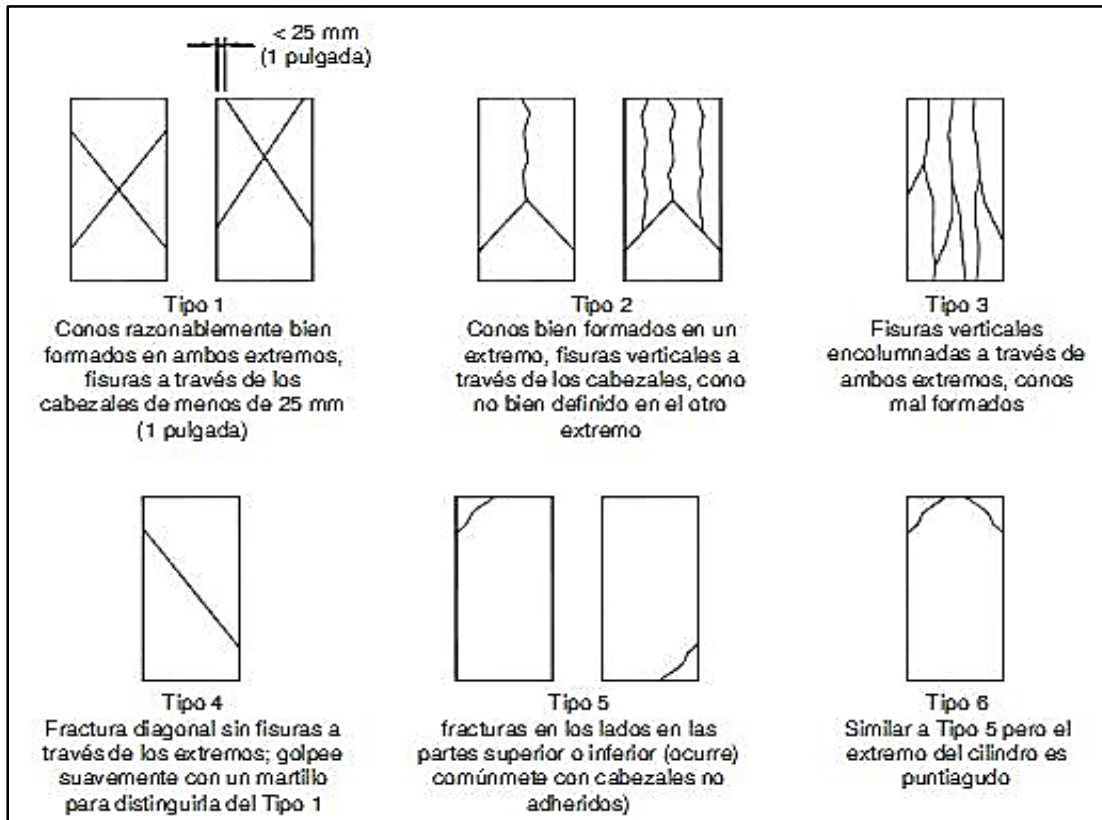 < 25 mm
(1 pulgada)
Tipo 1
Conos razonablemente bien
formados en ambos extremos,
fisuras a través de los
cabezales de menos de 25 mm
(1 pulgada)
Tipo 2
Conos bien formados en un
extremo, fisuras verticales a
través de los cabezales, cono
no bien definido en el otro
extremo
Tipo 3
Fisuras verticales
encolumnadas a través de
ambos extremos, conos
mal formados
Tipo 4
Fractura diagonal sin fisuras a
través de los extremos; golpee
suavemente con un martillo
para distinguirla del Tipo 1
Tipo 5
fracturas en los lados en las
partes superior o inferior (ocurre)
comúnmete con cabezales no
adheridos)
Tipo 6
Similar a Tipo 5 pero el
extremo del cilindro es
puntiagudo